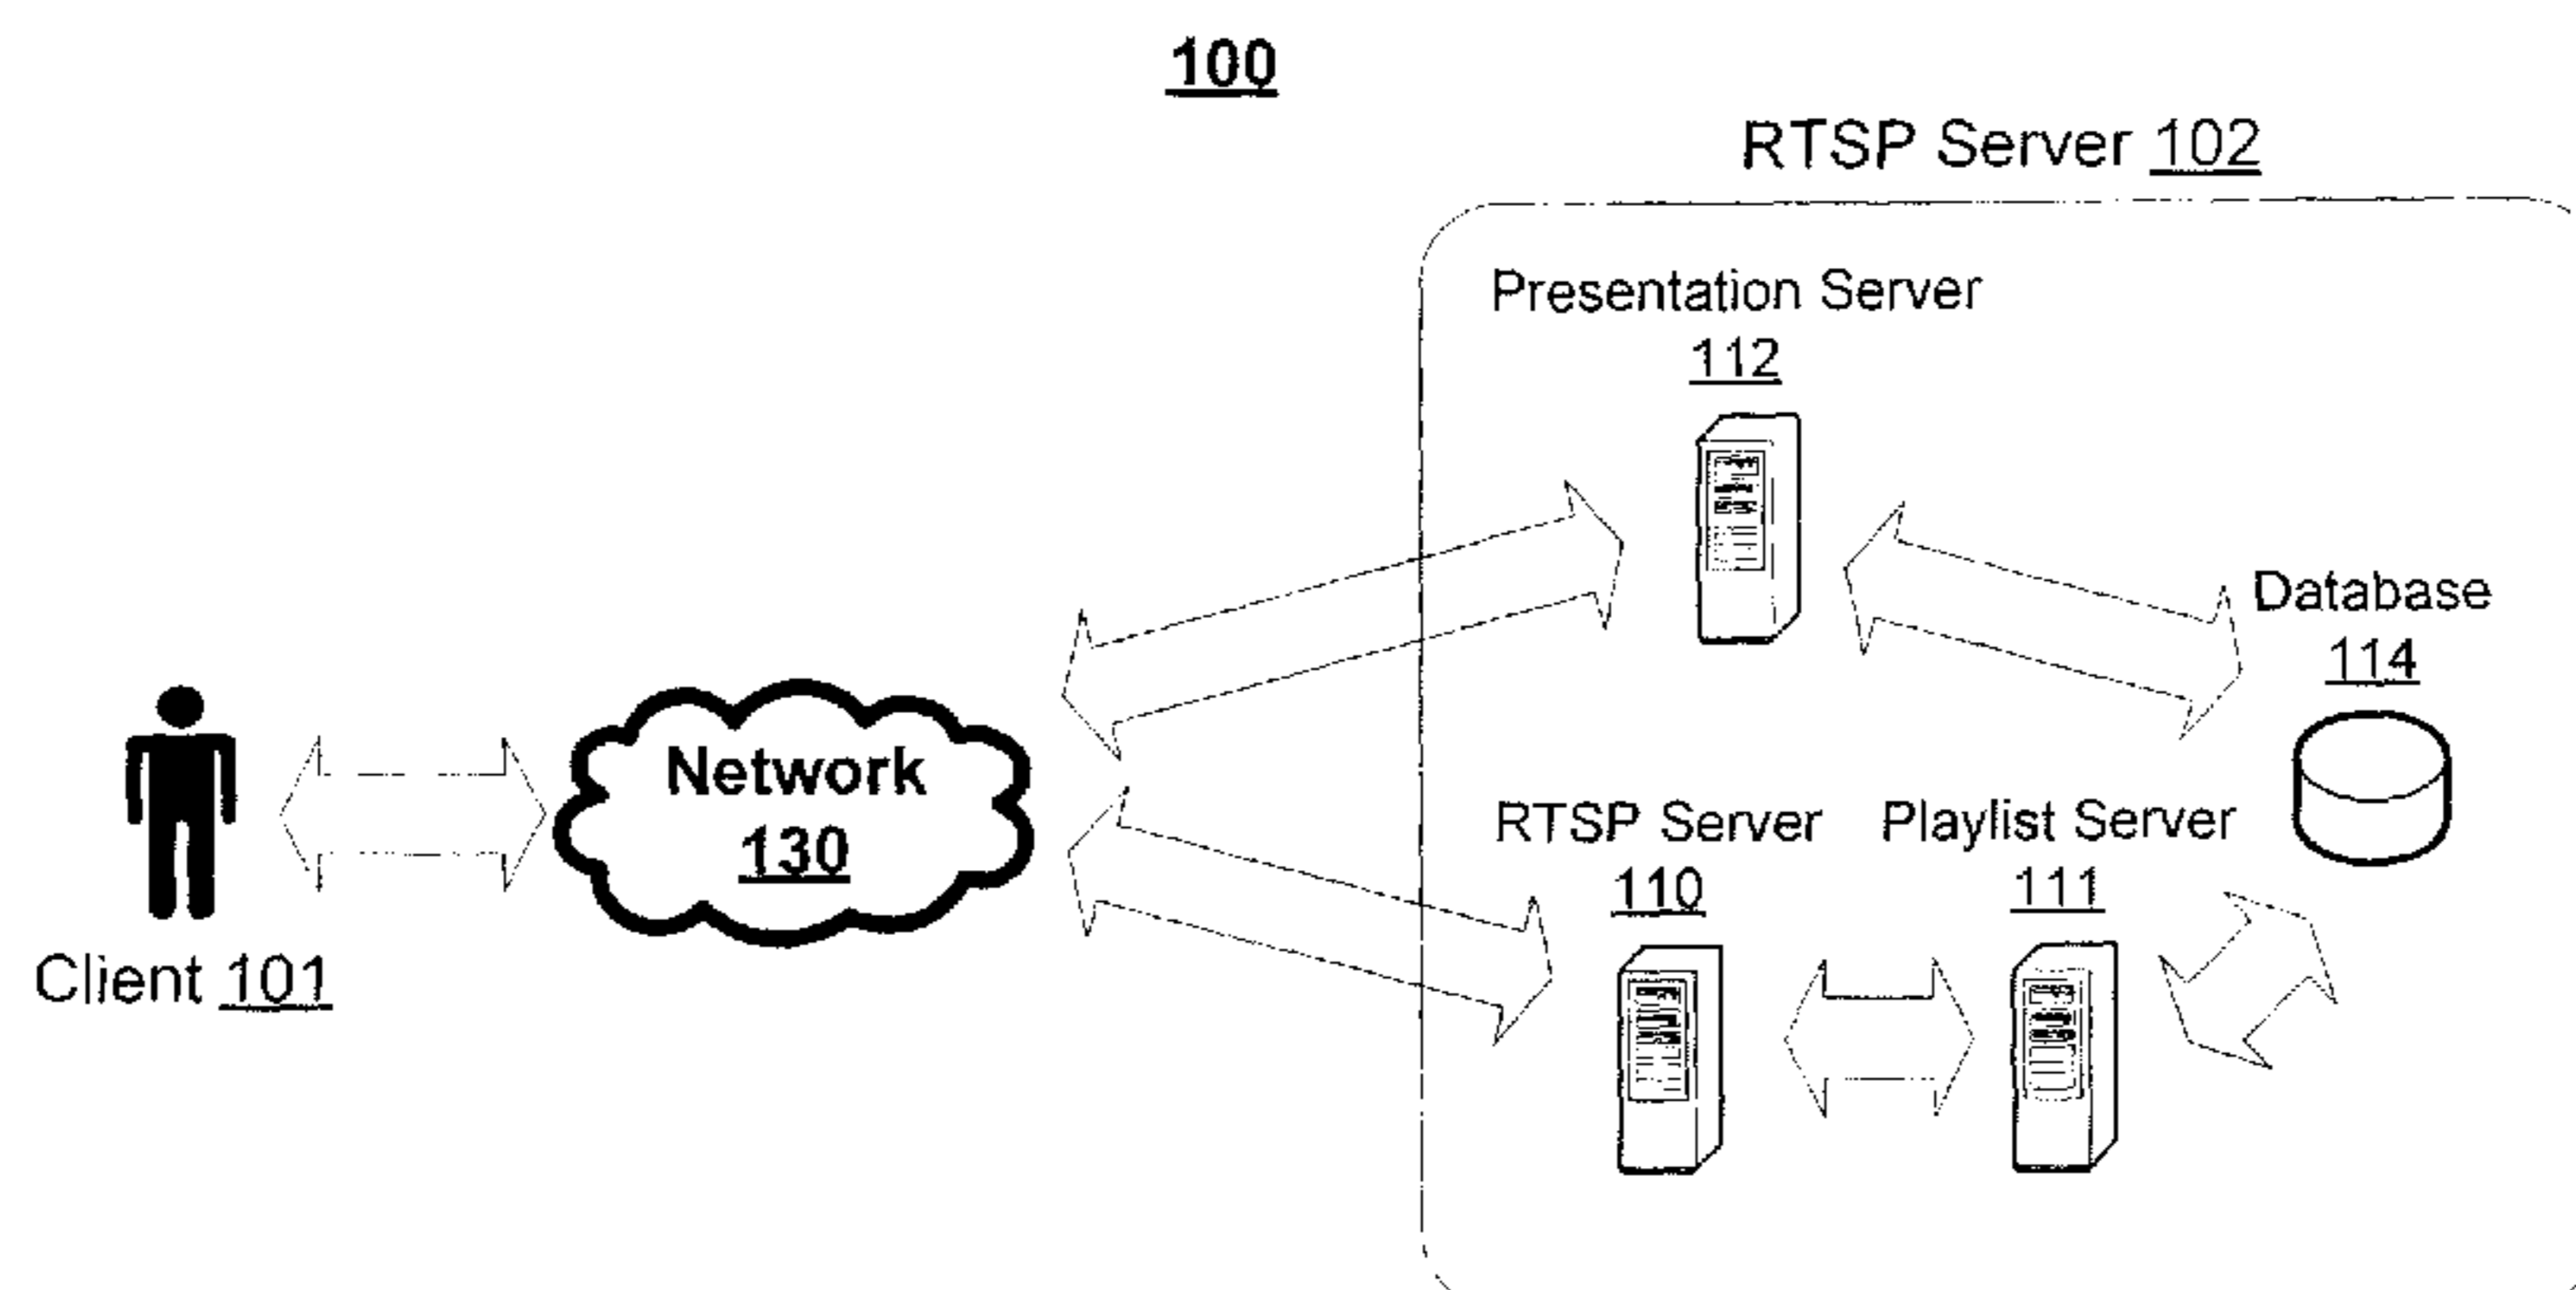 100
RTSP Server 102
Presentation Server
112
Database
114
Network
130
RTSP Server
110
Playlist Server
111
Client 101